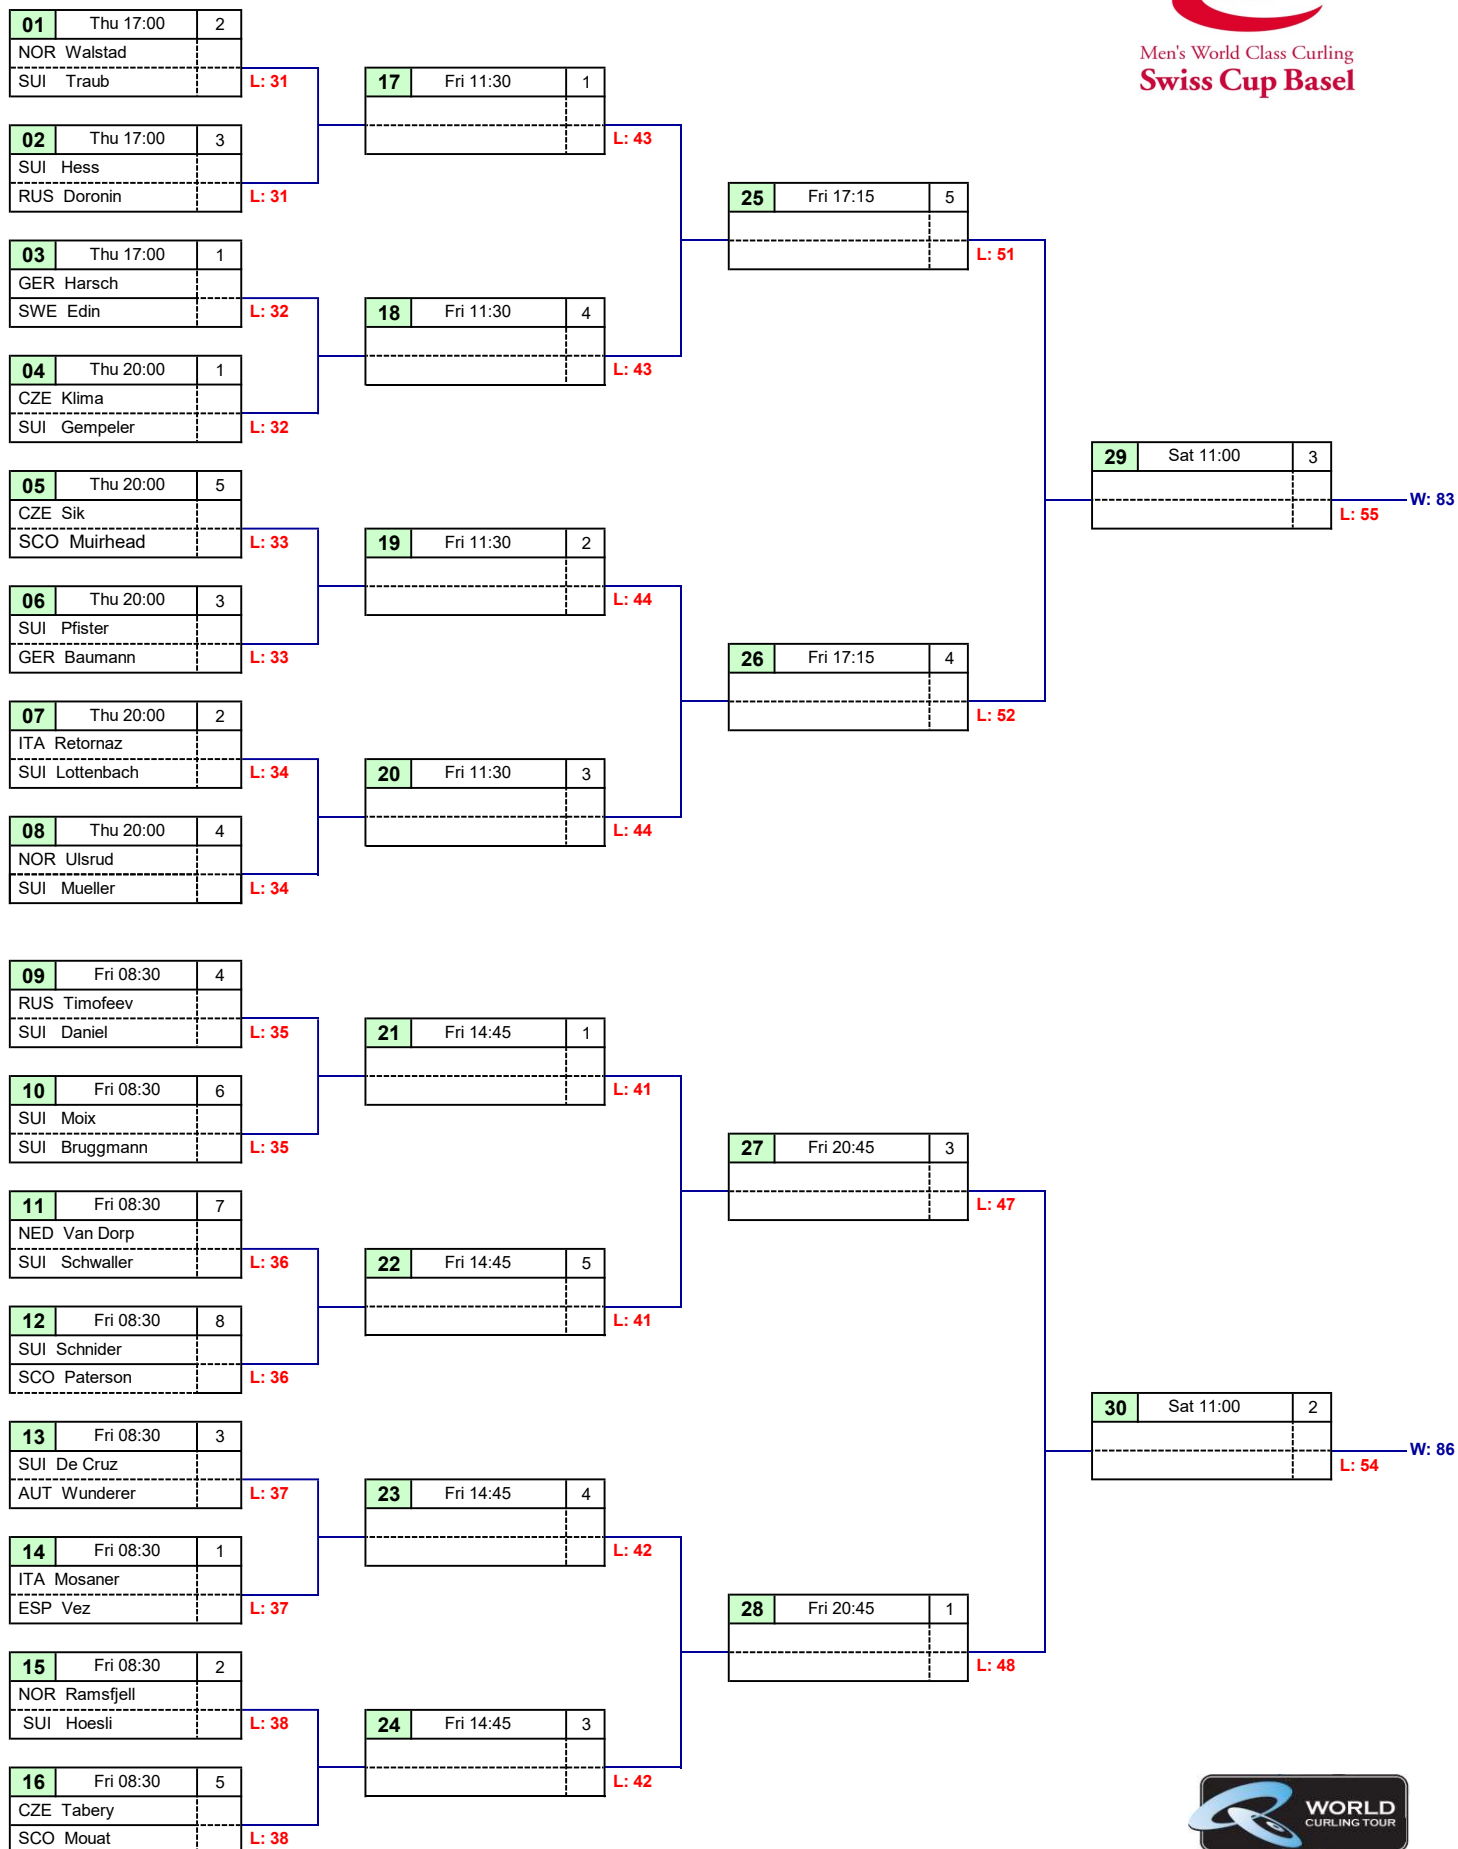 Men's World Class Curling
Swiss Cup Basel
01 Thu 17:00 2
NOR Walstad
SUI Traub
L: 31
02 Thu 17:00 3
SUI Hess
RUS Doronin
L: 31
03 Thu 17:00 1
GER Harsch
SWE Edin
L: 32
04 Thu 20:00 1
CZE Klima
SUI Gempeler
L: 32
05 Thu 20:00 5
CZE Sik
SCO Muirhead
L: 33
06 Thu 20:00 3
SUI Pfister
GER Baumann
L: 33
07 Thu 20:00 2
ITA Retornaz
SUI Lottenbach
L: 34
08 Thu 20:00 4
NOR Ulsrud
SUI Mueller
L: 34
09 Fri 08:30 4
RUS Timofeev
SUI Daniel
L: 35
10 Fri 08:30 6
SUI Moix
SUI Bruggmann
L: 35
11 Fri 08:30 7
NED Van Dorp
SUI Schwaller
L: 36
12 Fri 08:30 8
SUI Schnider
SCO Paterson
L: 36
13 Fri 08:30 3
SUI De Cruz
AUT Wunderer
L: 37
14 Fri 08:30 1
ITA Mosaner
ESP Vez
L: 37
15 Fri 08:30 2
NOR Ramsfjell
SUI Hoesli
L: 38
16 Fri 08:30 5
CZE Tabery
SCO Mouat
L: 38
17 Fri 11:30 1
L: 43
18 Fri 11:30 4
L: 43
19 Fri 11:30 2
L: 44
20 Fri 11:30 3
L: 44
21 Fri 14:45 1
L: 41
22 Fri 14:45 5
L: 41
23 Fri 14:45 4
L: 42
24 Fri 14:45 3
L: 42
25 Fri 17:15 5
L: 51
26 Fri 17:15 4
L: 52
27 Fri 20:45 3
L: 47
28 Fri 20:45 1
L: 48
29 Sat 11:00 3
W: 83
L: 55
30 Sat 11:00 2
W: 86
L: 54
WORLD
CURLING TOUR